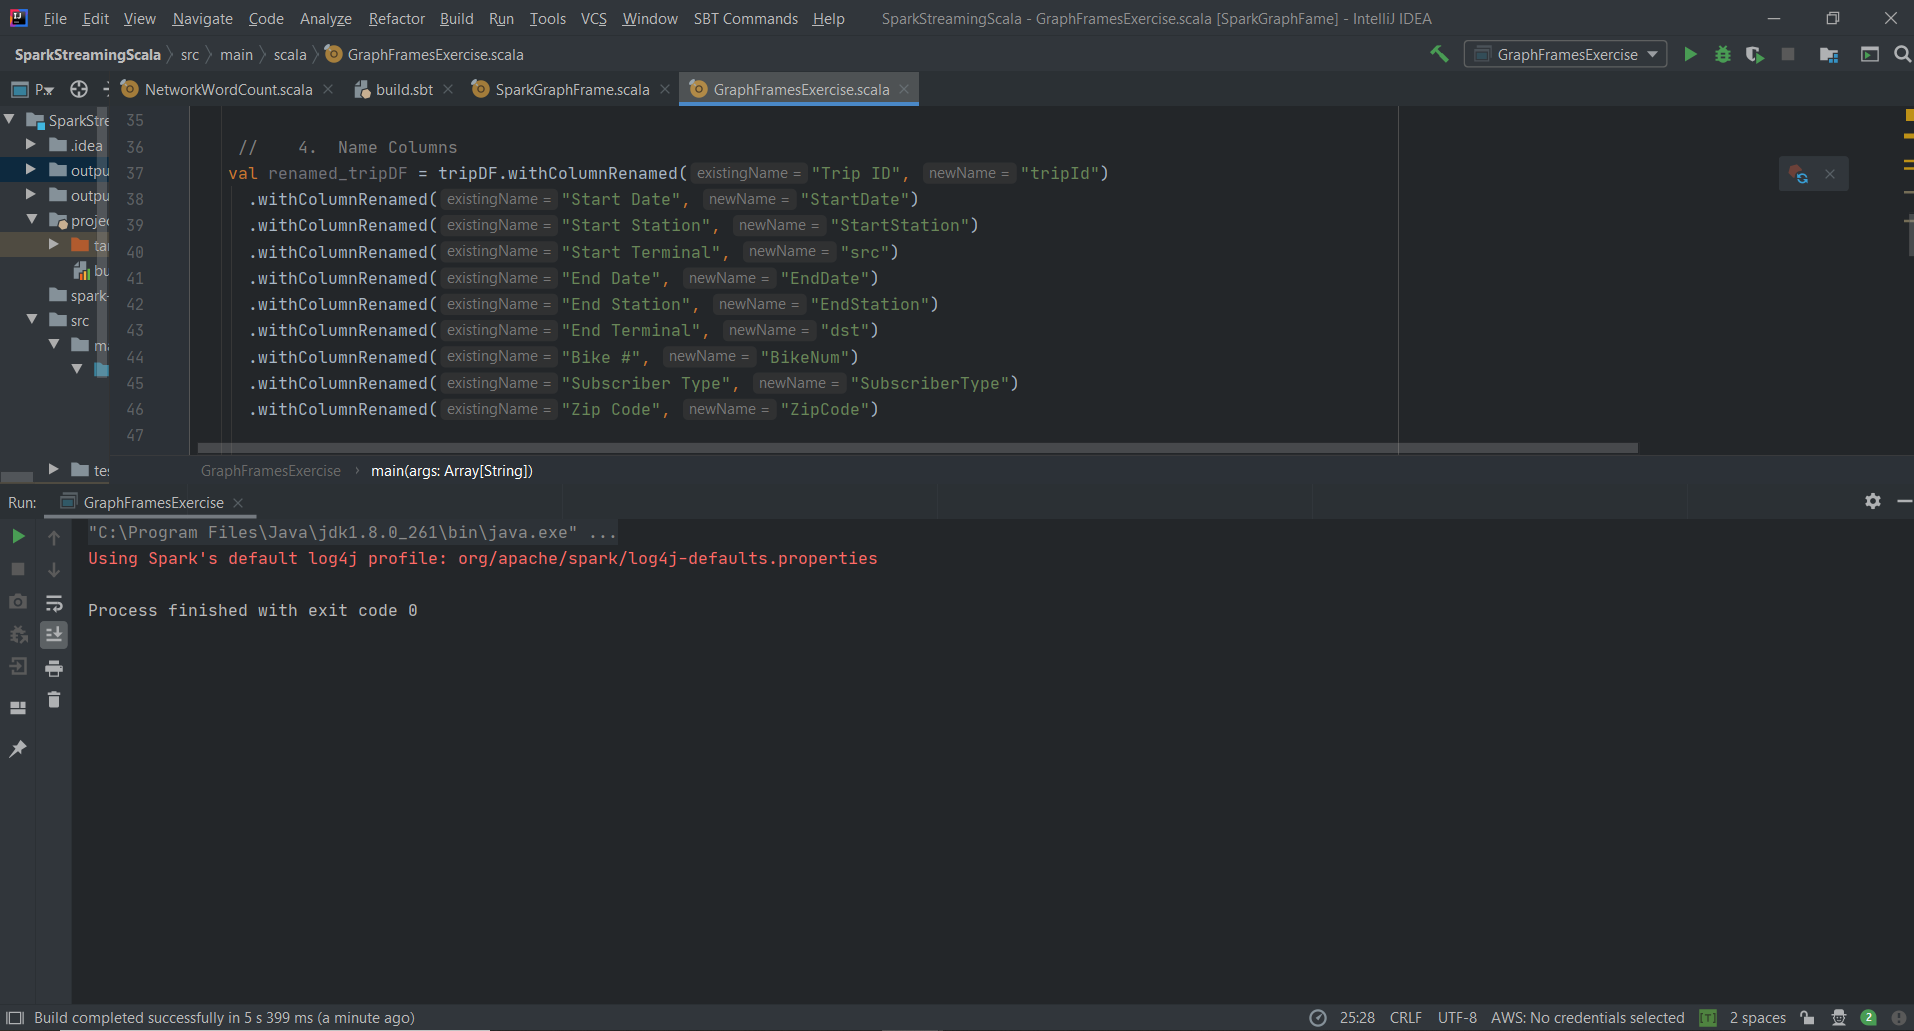 File Edit View Navigate Code Analyze Refactor Build Run Tools VCS Window SBT Commands Help SparkStreamingScala - GraphFramesExercise.scala [SparkGraphFame] - IntelliJ IDEA
SparkStreamingScala src main scala GraphFramesExercise.scala GraphFramesExercise
P.. NetworkWordCount.scala build.sbt SparkGraphFrame.scala GraphFramesExercise.scala
SparkStre
.idea
outpu
outpu
projec
ta
bu
spark-
src
ma
tes
35
36 // 4. Name Columns
37 val renamed_tripDF = tripDF.withColumnRenamed( existingName = "Trip ID", newName = "tripId")
38 .withColumnRenamed( existingName = "Start Date", newName = "StartDate")
39 .withColumnRenamed( existingName = "Start Station", newName = "StartStation")
40 .withColumnRenamed( existingName = "Start Terminal", newName = "src")
41 .withColumnRenamed( existingName = "End Date", newName = "EndDate")
42 .withColumnRenamed( existingName = "End Station", newName = "EndStation")
43 .withColumnRenamed( existingName = "End Terminal", newName = "dst")
44 .withColumnRenamed( existingName = "Bike #", newName = "BikeNum")
45 .withColumnRenamed( existingName = "Subscriber Type", newName = "SubscriberType")
46 .withColumnRenamed( existingName = "Zip Code", newName = "ZipCode")
47
GraphFramesExercise › main(args: Array[String])
Run: GraphFramesExercise
"C:\Program Files\Java\jdk1.8.0_261\bin\java.exe" ...
Using Spark's default log4j profile: org/apache/spark/log4j-defaults.properties
Process finished with exit code 0
Build completed successfully in 5 s 399 ms (a minute ago) 25:28 CRLF UTF-8 AWS: No credentials selected [T] 2 spaces 2